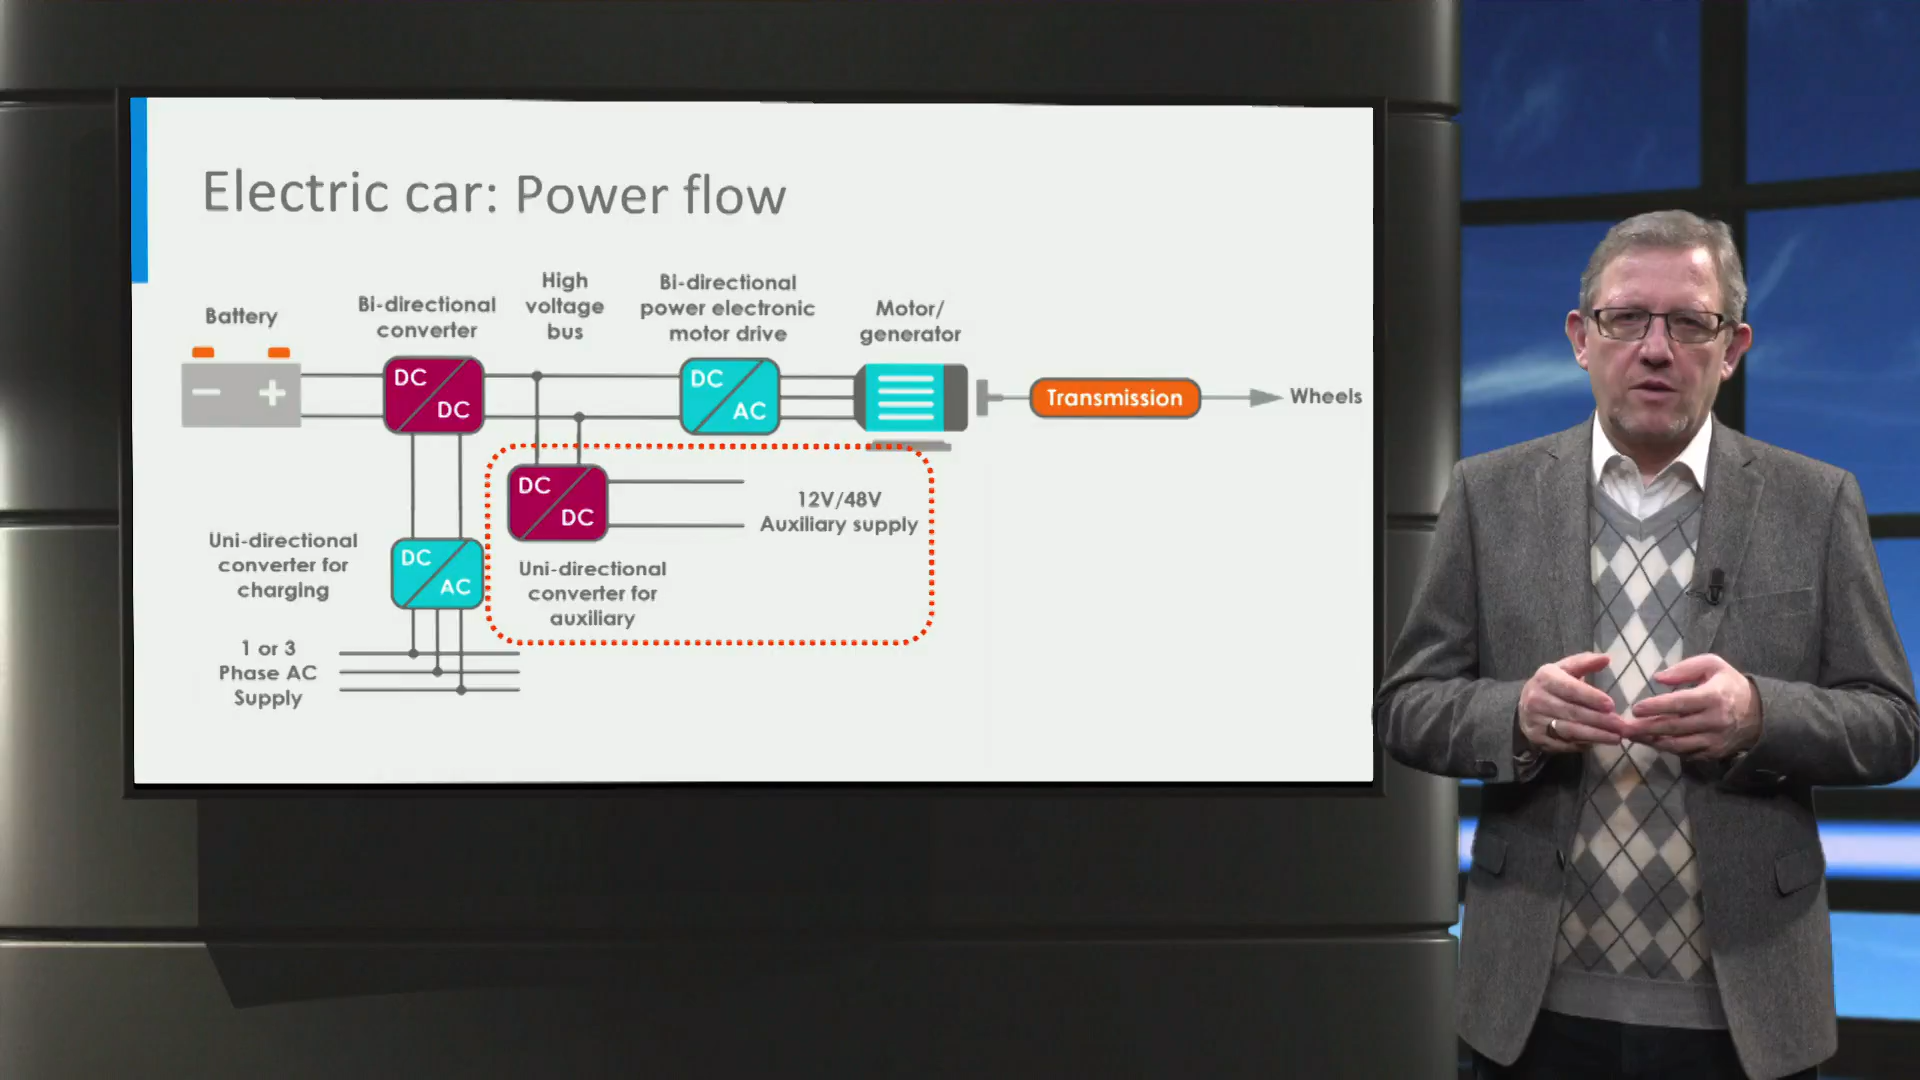 Electric car: Power flow
Battery
Bi-directional
converter
High
voltage
bus
Bi-directional
power electronic
motor drive
Motor/
generator
DC
DC
DC
AC
Transmission
Wheels
DC
DC
12V/48V
Auxiliary supply
Uni-directional
converter for
charging
DC
AC
Uni-directional
converter for
auxiliary
1 or 3
Phase AC
Supply